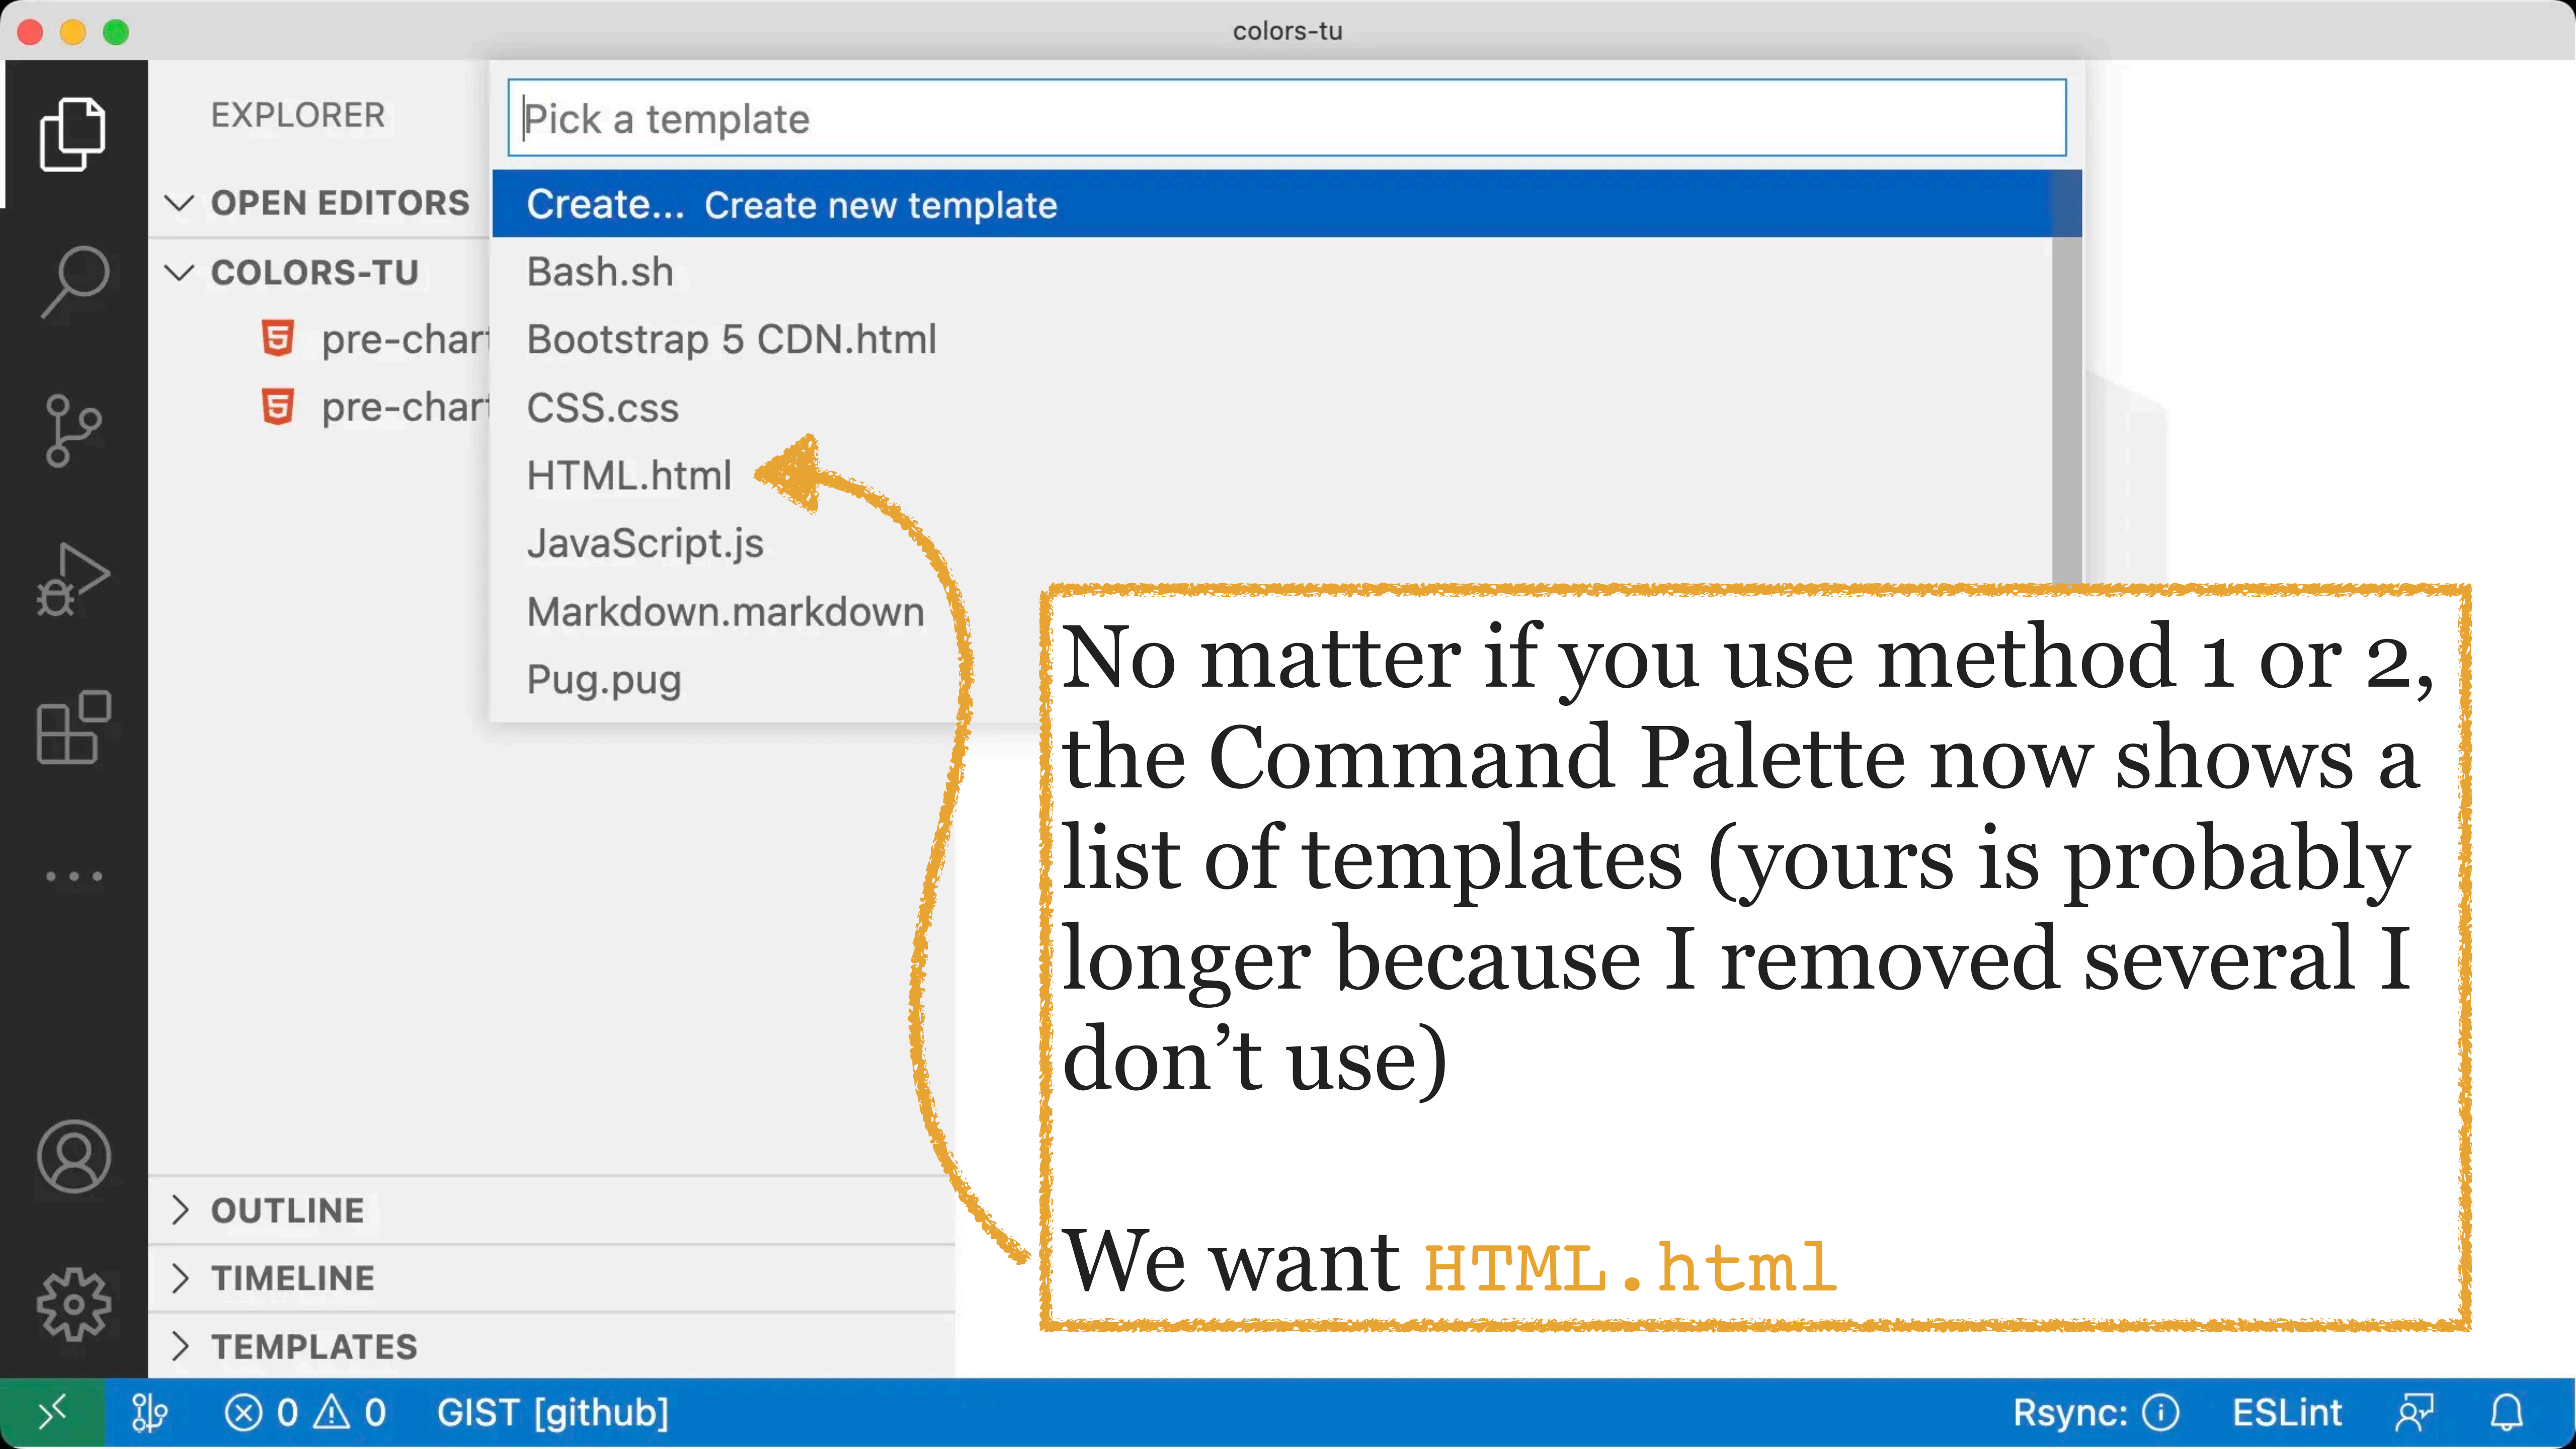 colors-tu
EXPLORER
Pick a template
OPEN EDITORS
Create... Create new template
COLORS-TU
Bash.sh
pre-chart
Bootstrap 5 CDN.html
pre-chart
CSS.css
HTML.html
JavaScript.js
Markdown.markdown
Pug.pug
No matter if you use method 1 or 2,
the Command Palette now shows a
list of templates (yours is probably
longer because I removed several I
don’t use)
We want HTML.html
OUTLINE
TIMELINE
TEMPLATES
0 0 GIST [github]
Rsync: ESLint